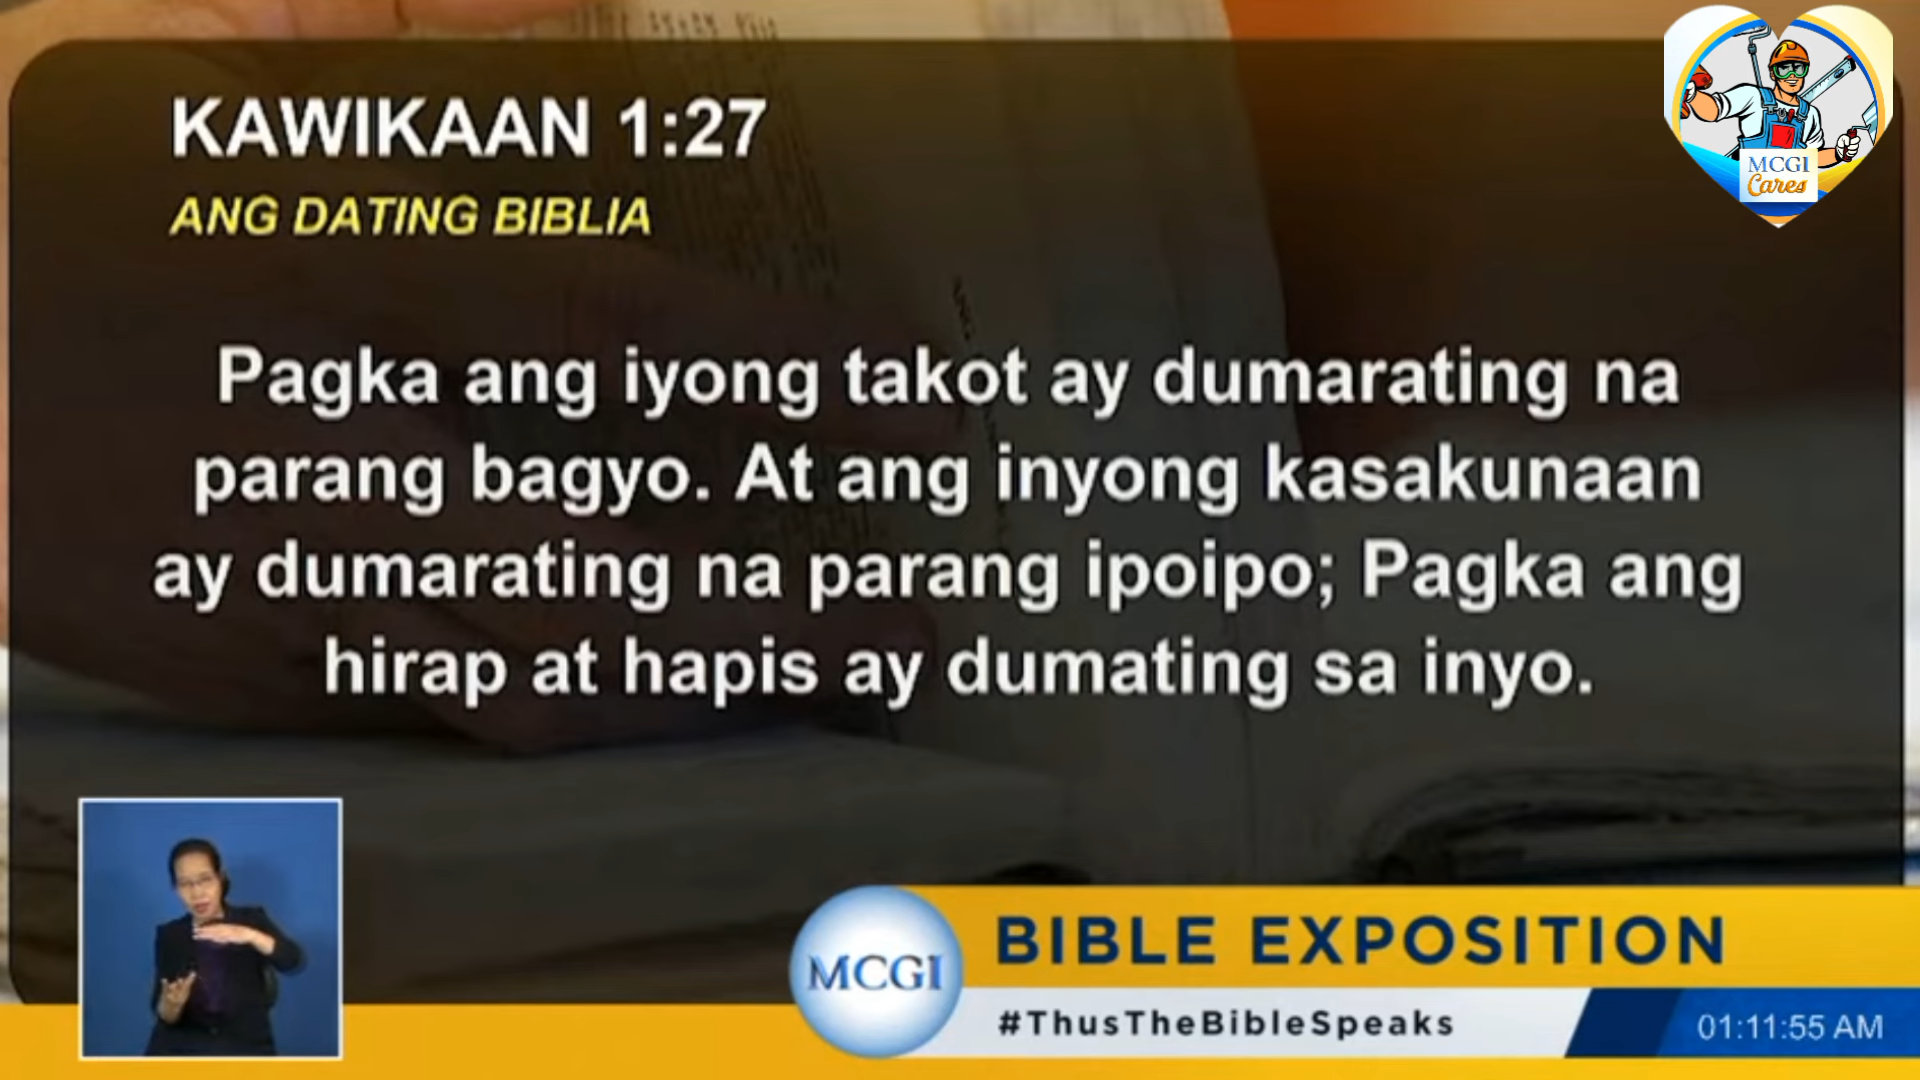 KAWIKAAN 1:27
ANG DATING BIBLIA
MCGI
Cares
Pagka ang iyong takot ay dumarating na
parang bagyo. At ang inyong kasakunaan
ay dumarating na parang ipoipo; Pagka ang
hirap at hapis ay dumating sa inyo.
MCGI
BIBLE EXPOSITION
#ThusTheBibleSpeaks
01:11:55 AM